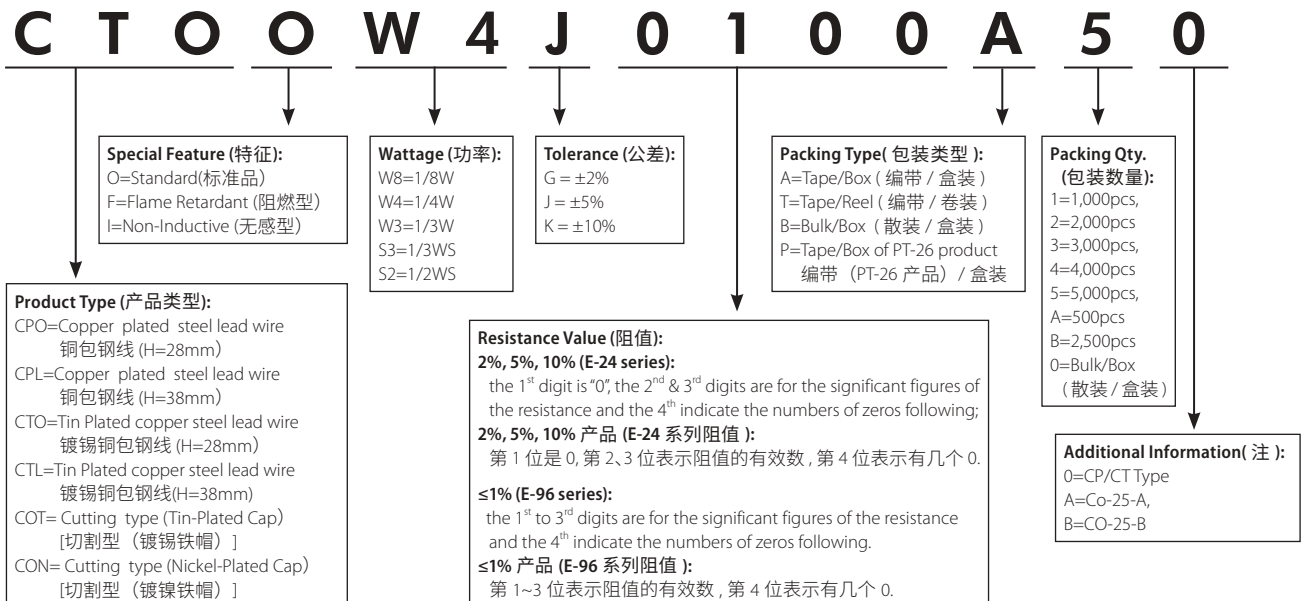 CTOOW4J0100A50
Special Feature (特征):
O=Standard(标准品)
F=Flame Retardant (阻燃型)
I=Non-Inductive (无感型)
Wattage (功率):
W8=1/8W
W4=1/4W
W3=1/3W
S3=1/3WS
S2=1/2WS
Tolerance (公差):
G = ±2%
J = ±5%
K = ±10%
Packing Type( 包装类型 ):
A=Tape/Box ( 编带 / 盒装 )
T=Tape/Reel ( 编带 / 卷装 )
B=Bulk/Box ( 散装 / 盒装 )
P=Tape/Box of PT-26 product
编带（PT-26 产品）/ 盒装
Packing Qty.
(包装数量):
1=1,000pcs,
2=2,000pcs
3=3,000pcs,
4=4,000pcs
5=5,000pcs,
A=500pcs
B=2,500pcs
0=Bulk/Box
( 散装 / 盒装 )
Product Type (产品类型):
CPO=Copper plated steel lead wire
铜包钢线 (H=28mm）
CPL=Copper plated steel lead wire
铜包钢线 (H=38mm）
CTO=Tin Plated copper steel lead wire
镀锡铜包钢线 (H=28mm）
CTL=Tin Plated copper steel lead wire
镀锡铜包钢线(H=38mm)
COT= Cutting type (Tin-Plated Cap）
[切割型（镀锡铁帽）]
CON= Cutting type (Nickel-Plated Cap）
[切割型（镀镍铁帽）]
Resistance Value (阻值):
2%, 5%, 10% (E-24 series):
the 1st digit is “0”, the 2nd & 3rd digits are for the significant figures of
the resistance and the 4th indicate the numbers of zeros following;
2%, 5%, 10% 产品 (E-24 系列阻值 ):
第 1 位是 0, 第 2、3 位表示阻值的有效数 , 第 4 位表示有几个 0.
≤1% (E-96 series):
the 1st to 3rd digits are for the significant figures of the resistance
and the 4th indicate the numbers of zeros following.
≤1% 产品 (E-96 系列阻值 ):
第 1~3 位表示阻值的有效数 , 第 4 位表示有几个 0.
Additional Information( 注 ):
0=CP/CT Type
A=Co-25-A,
B=CO-25-B